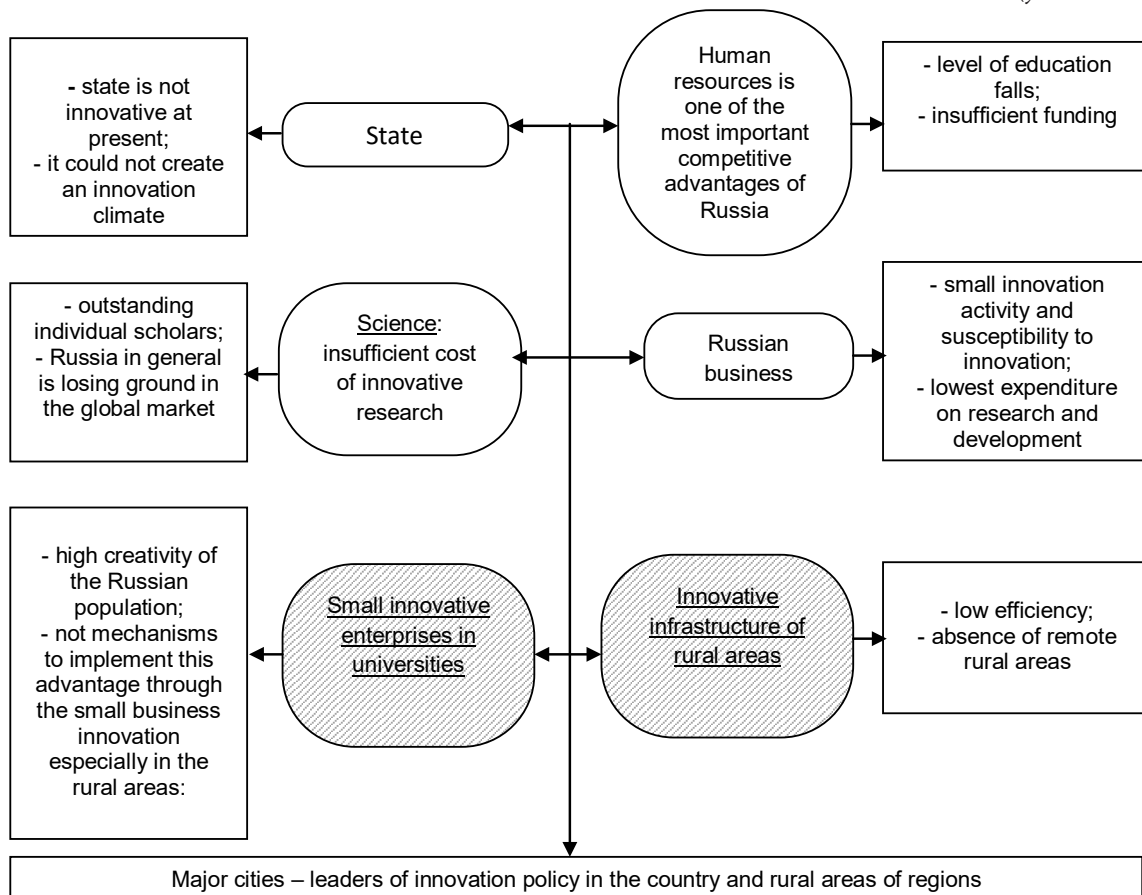 - state is not
innovative at
present;
- it could not create
an innovation
climate
State
Human
resources is
one of the
most important
competitive
advantages of
Russia
- level of education
falls;
- insufficient funding
- outstanding
individual scholars;
- Russia in general
is losing ground in
the global market
Science:
insufficient cost
of innovative
research
Russian
business
- small innovation
activity and
susceptibility to
innovation;
- lowest expenditure
on research and
development
- high creativity of
the Russian
population;
- not mechanisms
to implement this
advantage through
the small business
innovation
especially in the
rural areas:
Small innovative
enterprises in
universities
Innovative
infrastructure of
rural areas
- low efficiency;
- absence of remote
rural areas
Major cities – leaders of innovation policy in the country and rural areas of regions